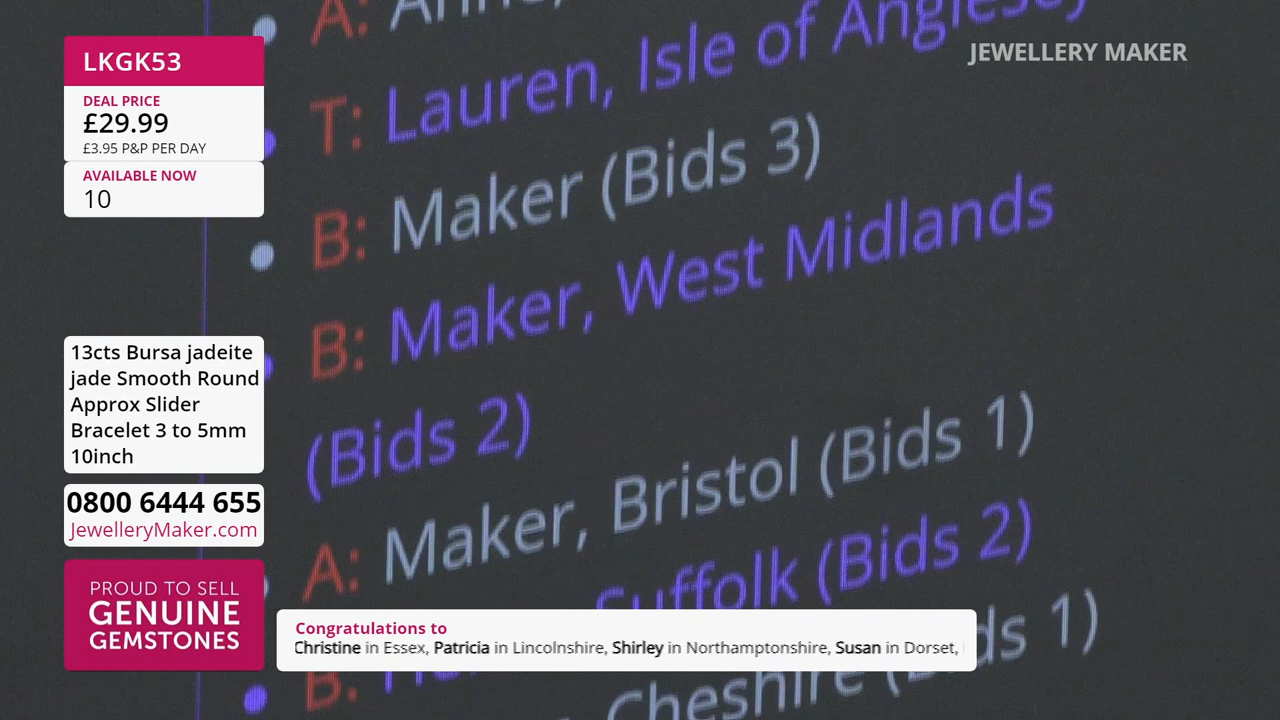 LKGK53
DEAL PRICE
£29.99
£3.95 P&P PER DAY
AVAILABLE NOW
10
13cts Bursa jadeite
jade Smooth Round
Approx Slider
Bracelet 3 to 5mm
10inch
0800 6444 655
JewelleryMaker.com
PROUD TO SELL
GENUINE
GEMSTONES
JEWELLERY MAKER
A:
T: Lauren, Isle of Anglesey
B: Maker (Bids 3)
B: Maker, West Midlands
(Bids 2)
A: Maker, Bristol (Bids 1)
Suffolk (Bids 2)
1)
B:
Cheshire
Congratulations to
Christine in Essex, Patricia in Lincolnshire, Shirley in Northamptonshire, Susan in Dorset,